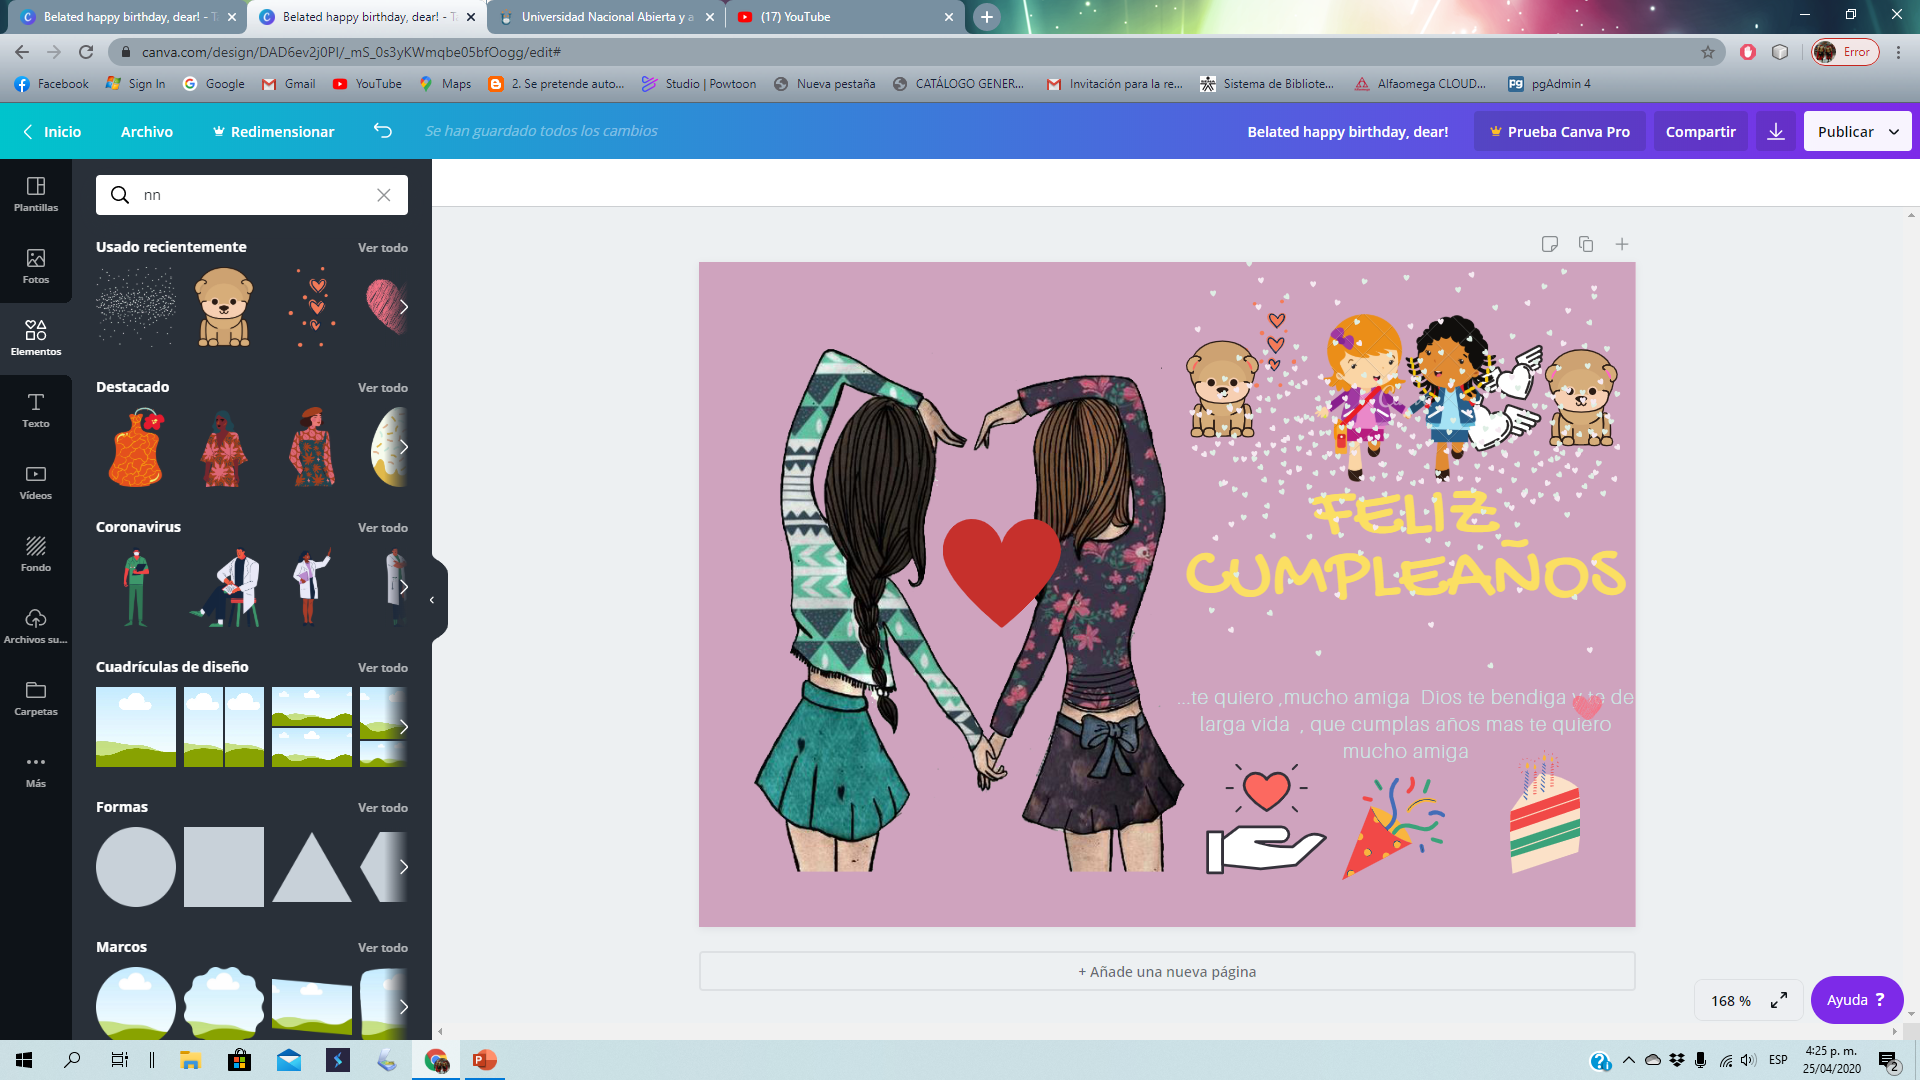 Belated happy birthday, dear! - T
Belated happy birthday, dear! - T
Universidad Nacional Abierta y a
(17) YouTube
canva.com/design/DAD6ev2j0PI/_mS_0s3yKWmqbe05bfOogg/edit#
Error
Facebook
Sign In
Google
Gmail
YouTube
Maps
2. Se pretende auto...
Studio | Powtoon
Nueva pestaña
CATÁLOGO GENER...
Invitación para la re...
Sistema de Bibliote...
Alfaomega CLOUD...
pgAdmin 4
Inicio
Archivo
Redimensionar
Se han guardado todos los cambios
Belated happy birthday, dear!
Prueba Canva Pro
Compartir
Publicar
Plantillas
Fotos
Elementos
Texto
Vídeos
Fondo
Archivos su...
Carpetas
Más
nn
Usado recientemente
Ver todo
Destacado
Ver todo
Coronavirus
Ver todo
Cuadrículas de diseño
Ver todo
Formas
Ver todo
Marcos
Ver todo
FELIZ
CUMPLEAÑOS
...te quiero ,mucho amiga Dios te bendiga y te de
larga vida , que cumplas años mas te quiero
mucho amiga
+ Añade una nueva página
168 %
Ayuda ?
ESP
4:25 p. m.
25/04/2020
2